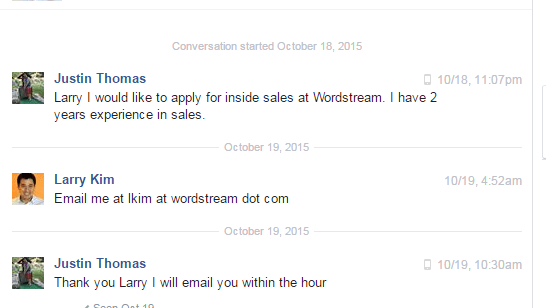 Conversation started October 18, 2015
Justin Thomas
10/18, 11:07pm
Larry I would like to apply for inside sales at Wordstream. I have 2
years experience in sales.
October 19, 2015
Larry Kim
10/19, 4:52am
Email me at lkim at wordstream dot com
October 19, 2015
Justin Thomas
10/19, 10:30am
Thank you Larry I will email you within the hour
Seen Oct 19